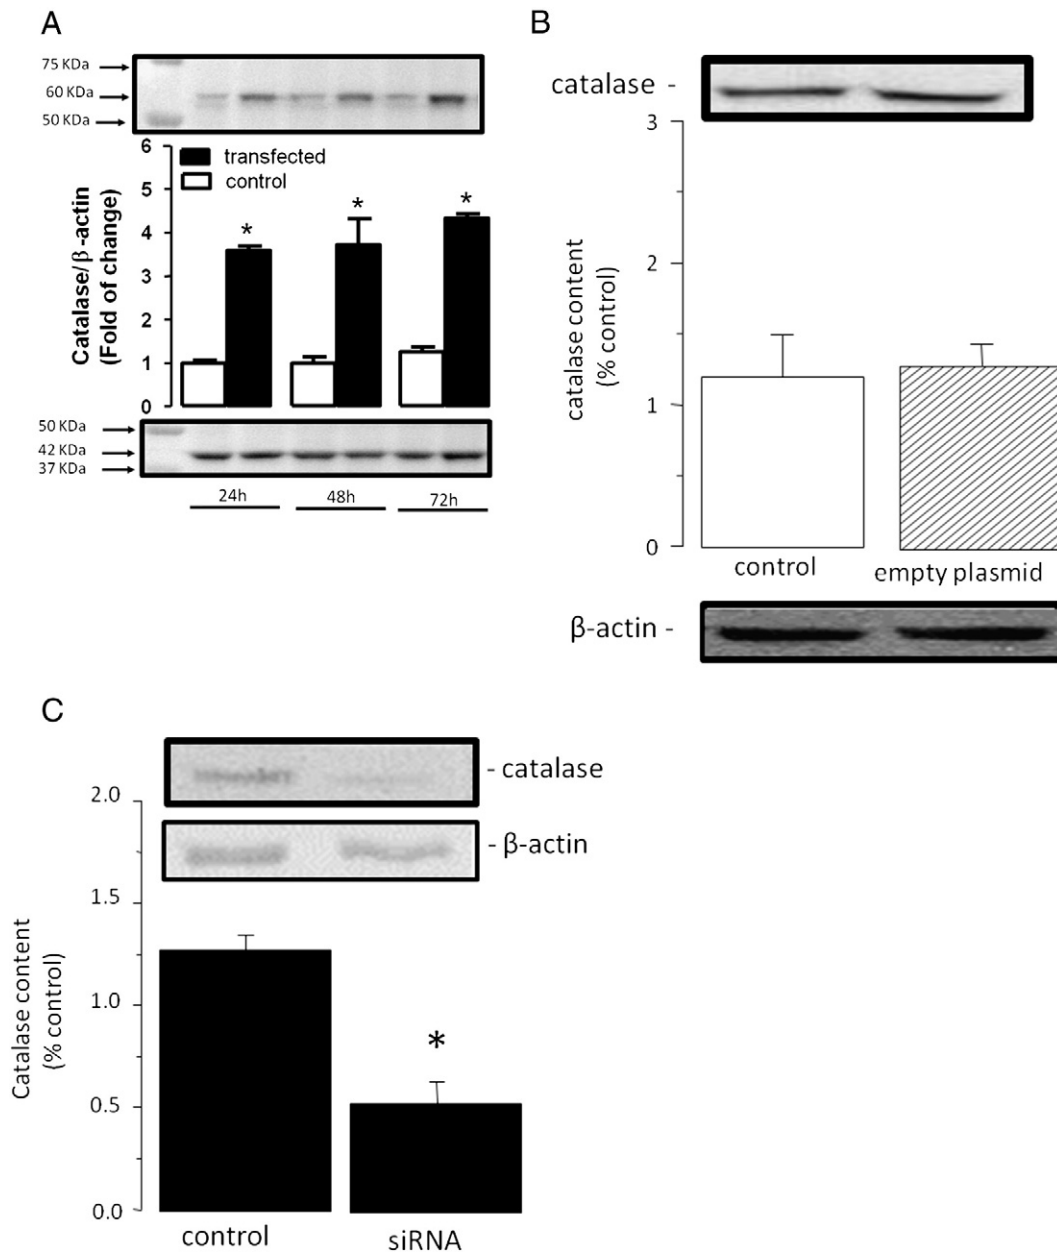 A
75 KDa
60 KDa
50 KDa
6
5
4
3
2
1
0
Catalase/β-actin
(Fold of change)
transfected
control
*
*
*
50 KDa
42 KDa
37 KDa
24h
48h
72h
B
catalase -
3
2
1
0
catalase content
(% control)
control
empty plasmid
β-actin -
C
- catalase
- β-actin
2.0
1.5
1.0
0.5
0.0
Catalase content
(% control)
*
control
siRNA